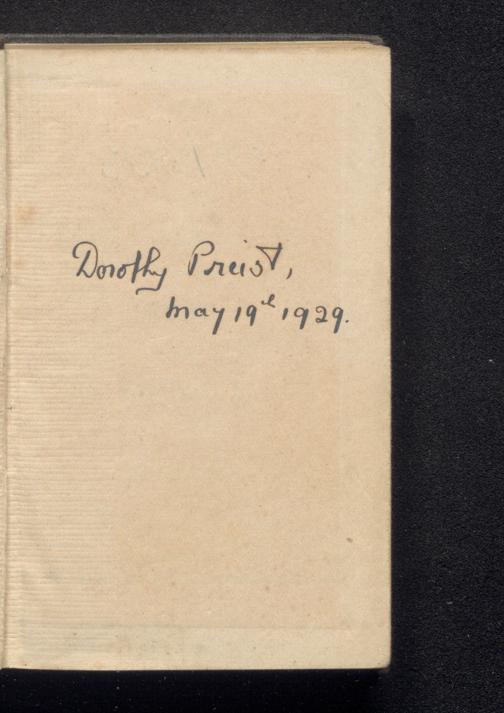 Dorothy Preist,
May 19th 1929.